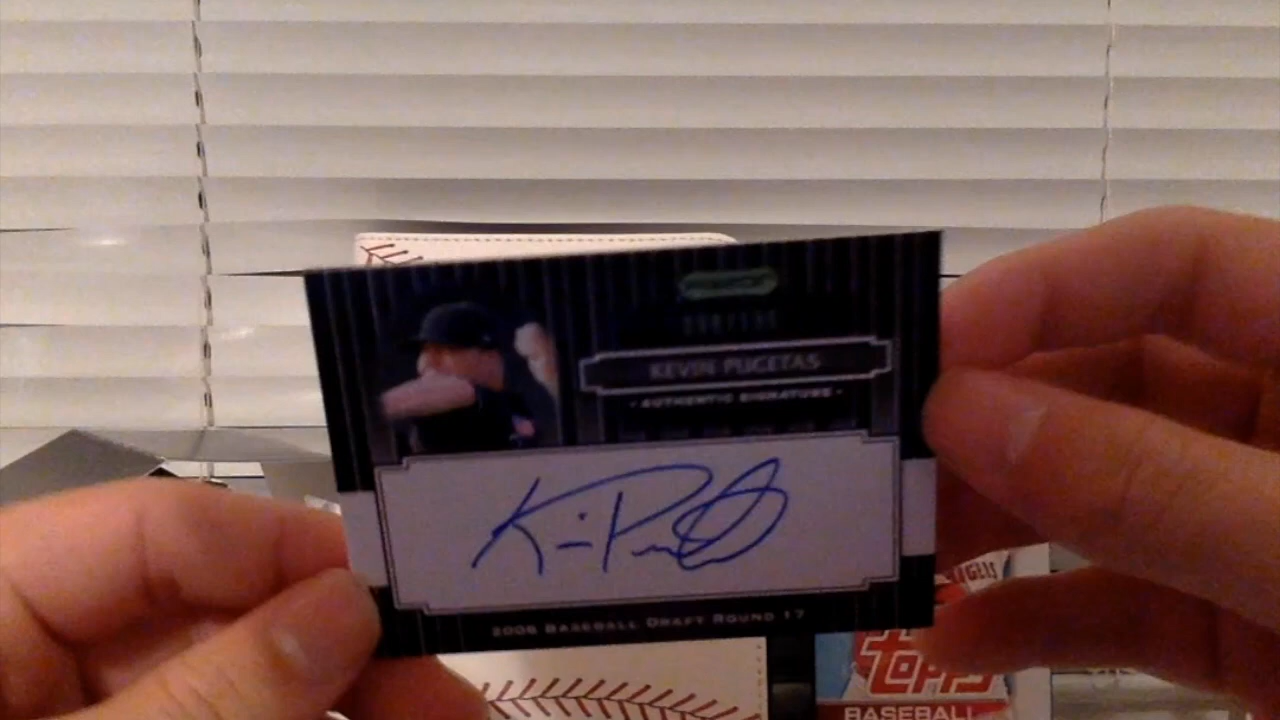 KEVIN PUCETAS
• AUTHENTIC SIGNATURE •
2006 BASEBALL DRAFT ROUND 17
TOPPS
BASEBALL